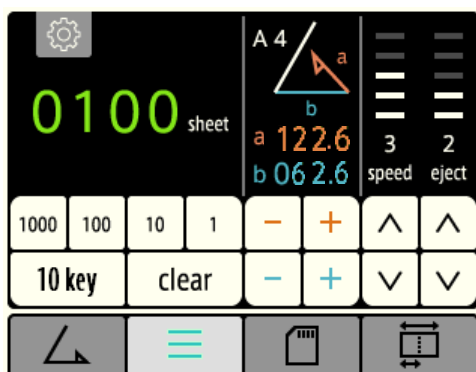 A 4
a
b
0100 sheet
a 122.6
b 062.6
3 2
speed eject
1000 100 10 1 - +
10 key clear - +